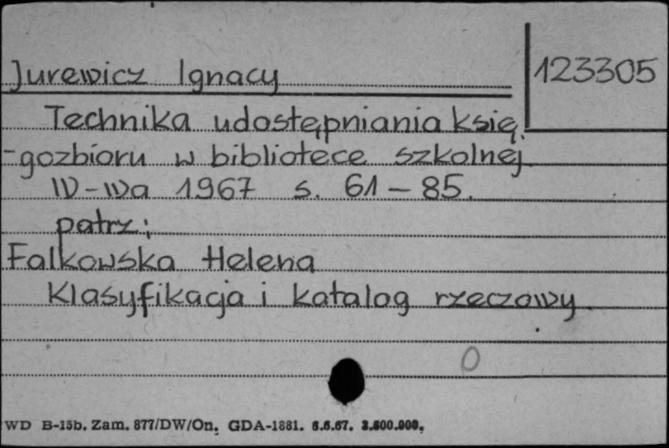 Jurewicz Ignacy 123305
Technika udostępniania księ
-gozbioru w bibliotece szkolnej
W-wa 1967 s. 61-85.
patrz:
Falkowska Helena
Klasyfikacja i katalog rzeczowy
0
WD B-15b. Zam. 877/DW/On. GDA-1881. 6.6.67. 3.600.000.